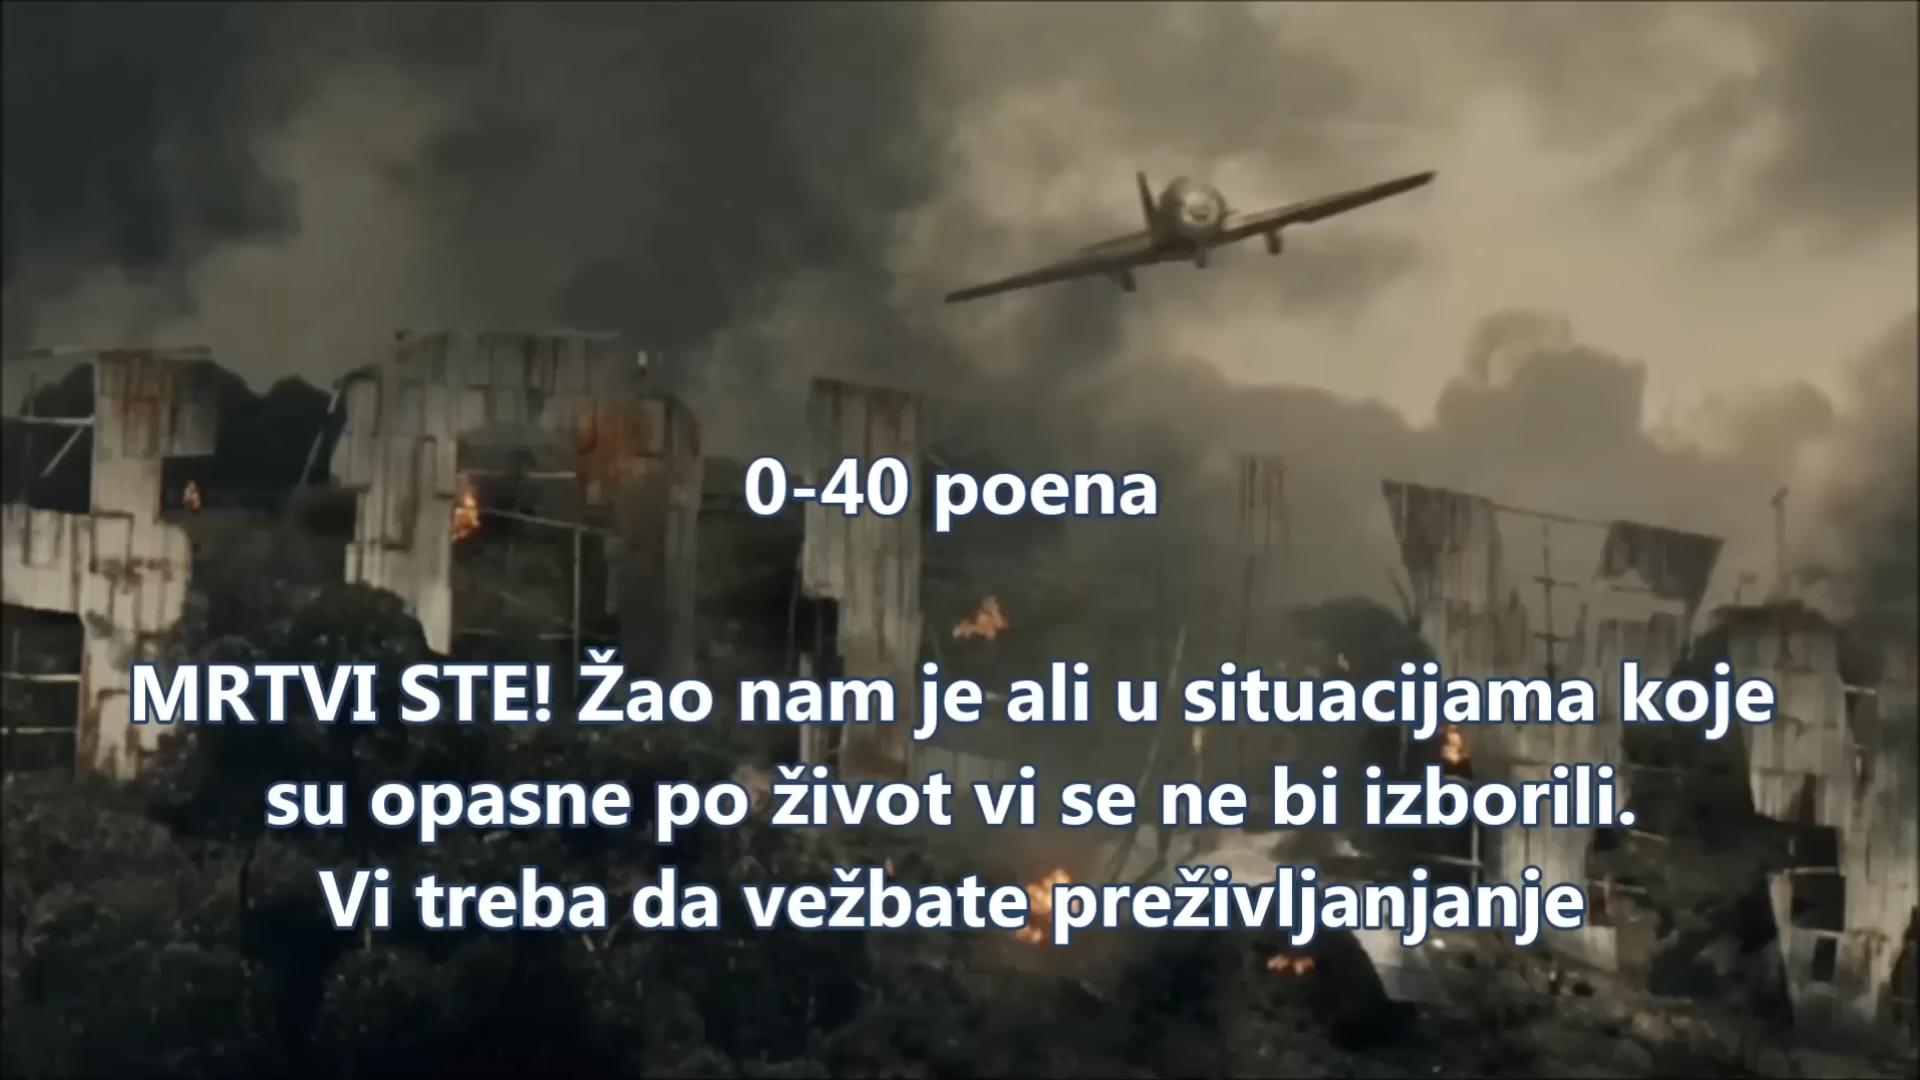 0-40 poena
MRTVI STE! Žao nam je ali u situacijama koje
su opasne po život vi se ne bi izborili.
Vi treba da vežbate preživljanjanje